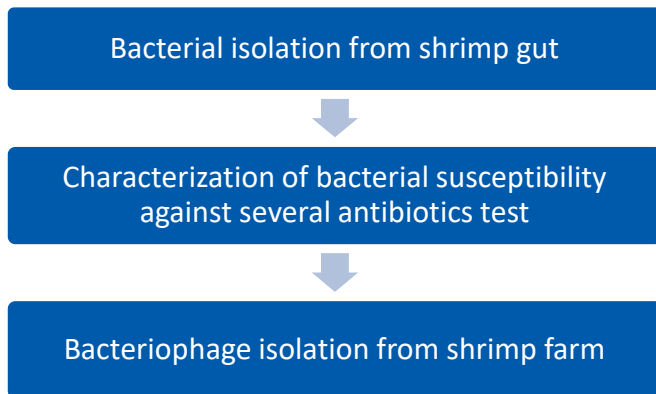 Bacterial isolation from shrimp gut
Characterization of bacterial susceptibility
against several antibiotics test
Bacteriophage isolation from shrimp farm